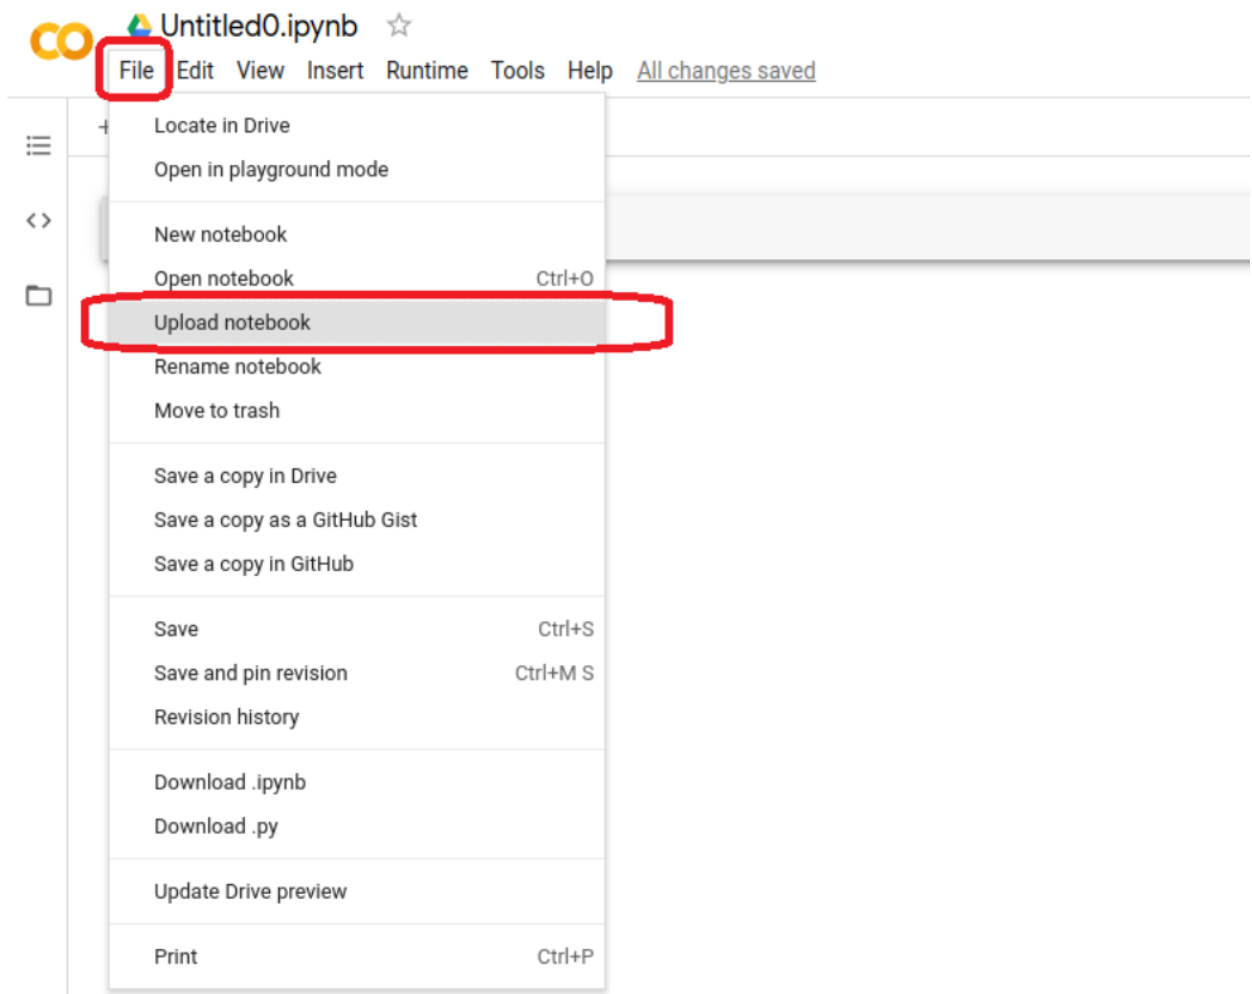 Untitled0.ipynb
File Edit View Insert Runtime Tools Help All changes saved
Locate in Drive
Open in playground mode
New notebook
Open notebook Ctrl+O
Upload notebook
Rename notebook
Move to trash
Save a copy in Drive
Save a copy as a GitHub Gist
Save a copy in GitHub
Save Ctrl+S
Save and pin revision Ctrl+M S
Revision history
Download .ipynb
Download .py
Update Drive preview
Print Ctrl+P